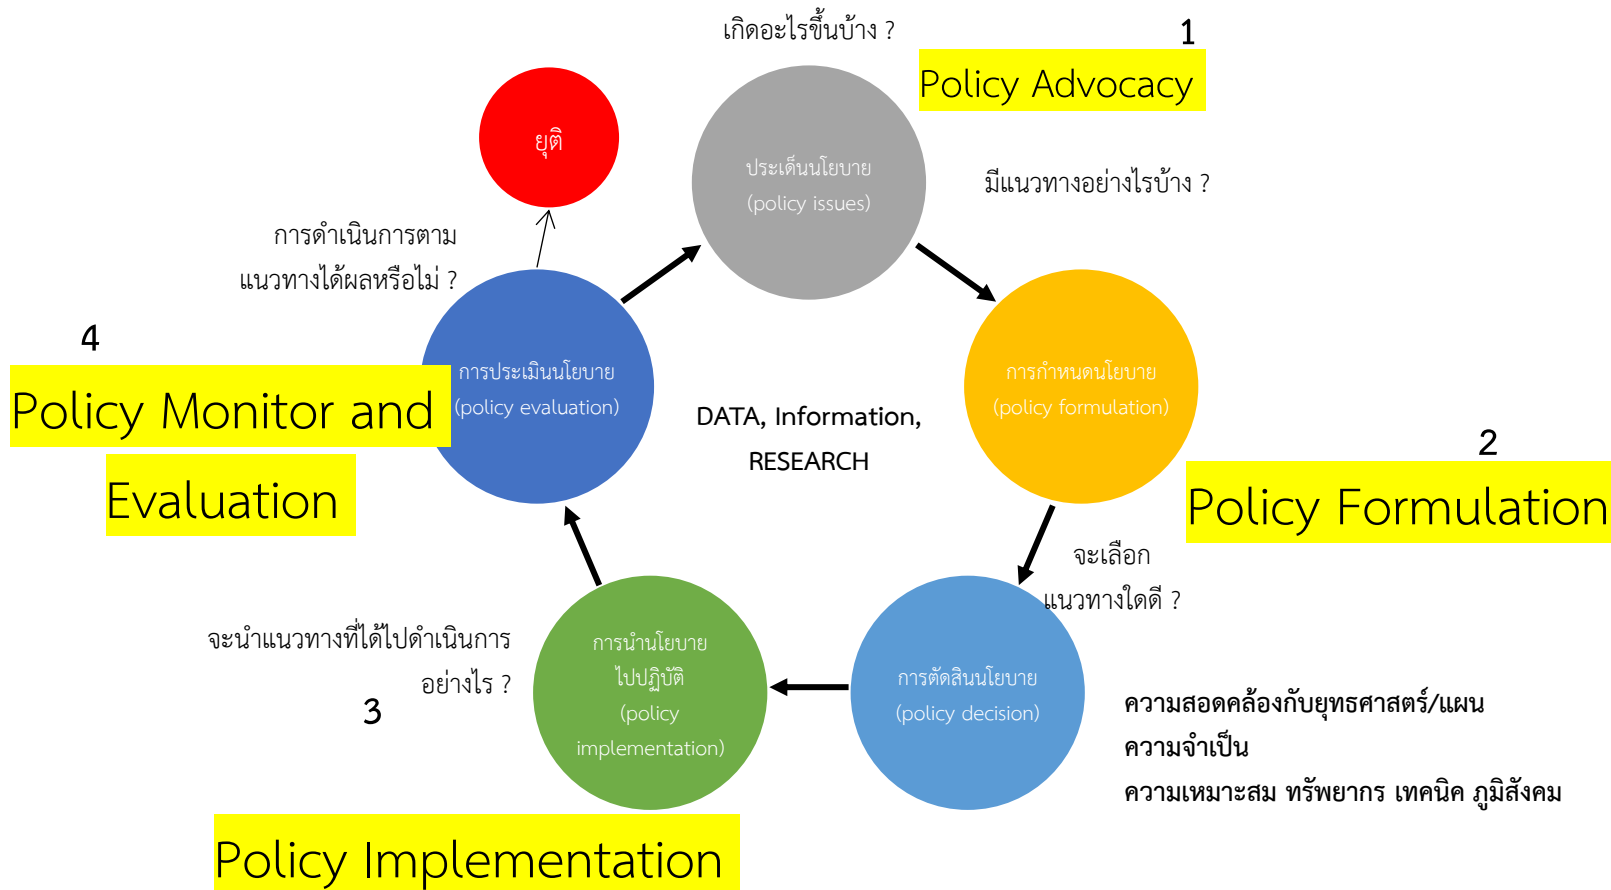 เกิดอะไรขึ้นบ้าง ?
1
Policy Advocacy
ยุติ
ประเด็นนโยบาย
(policy issues)
มีแนวทางอย่างไรบ้าง ?
การดำเนินการตาม
แนวทางได้ผลหรือไม่ ?
4
Policy Monitor and
Evaluation
การประเมินนโยบาย
(policy evaluation)
DATA, Information,
RESEARCH
การกำหนดนโยบาย
(policy formulation)
2
Policy Formulation
จะเลือก
แนวทางใดดี ?
จะนำแนวทางที่ได้ไปดำเนินการ
อย่างไร ?
3
การนำนโยบาย
ไปปฏิบัติ
(policy
implementation)
การตัดสินนโยบาย
(policy decision)
ความสอดคล้องกับยุทธศาสตร์/แผน
ความจำเป็น
ความเหมาะสม ทรัพยากร เทคนิค ภูมิสังคม
Policy Implementation